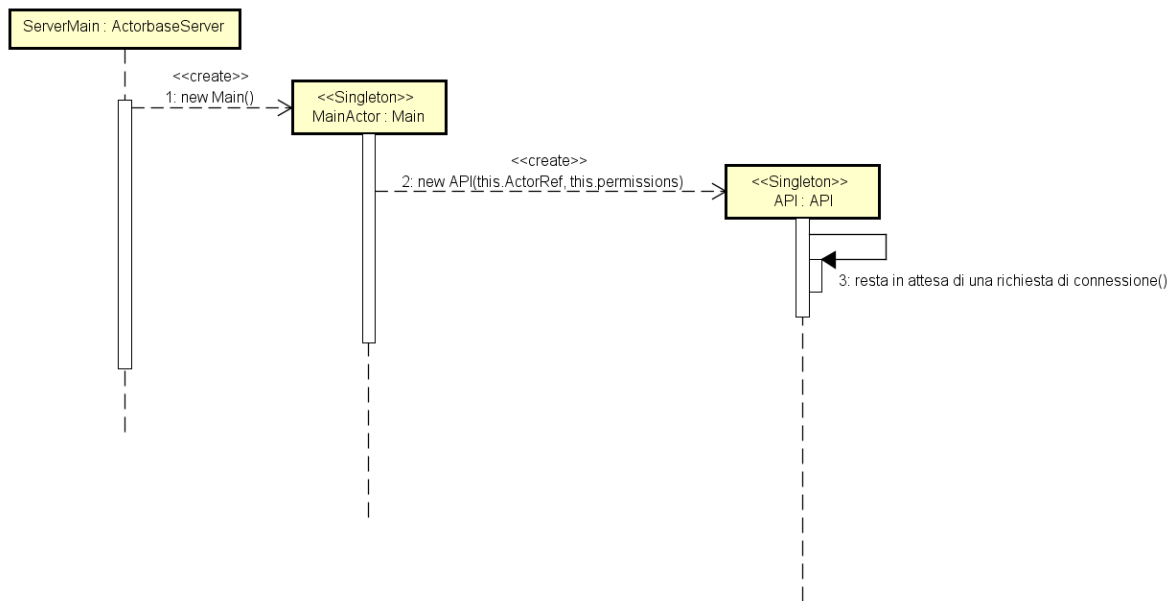 ServerMain : ActorbaseServer
<<create>>
1: new Main()
<<Singleton>>
MainActor : Main
<<create>>
2: new API(this.ActorRef, this.permissions)
<<Singleton>>
API : API
3: resta in attesa di una richiesta di connessione()